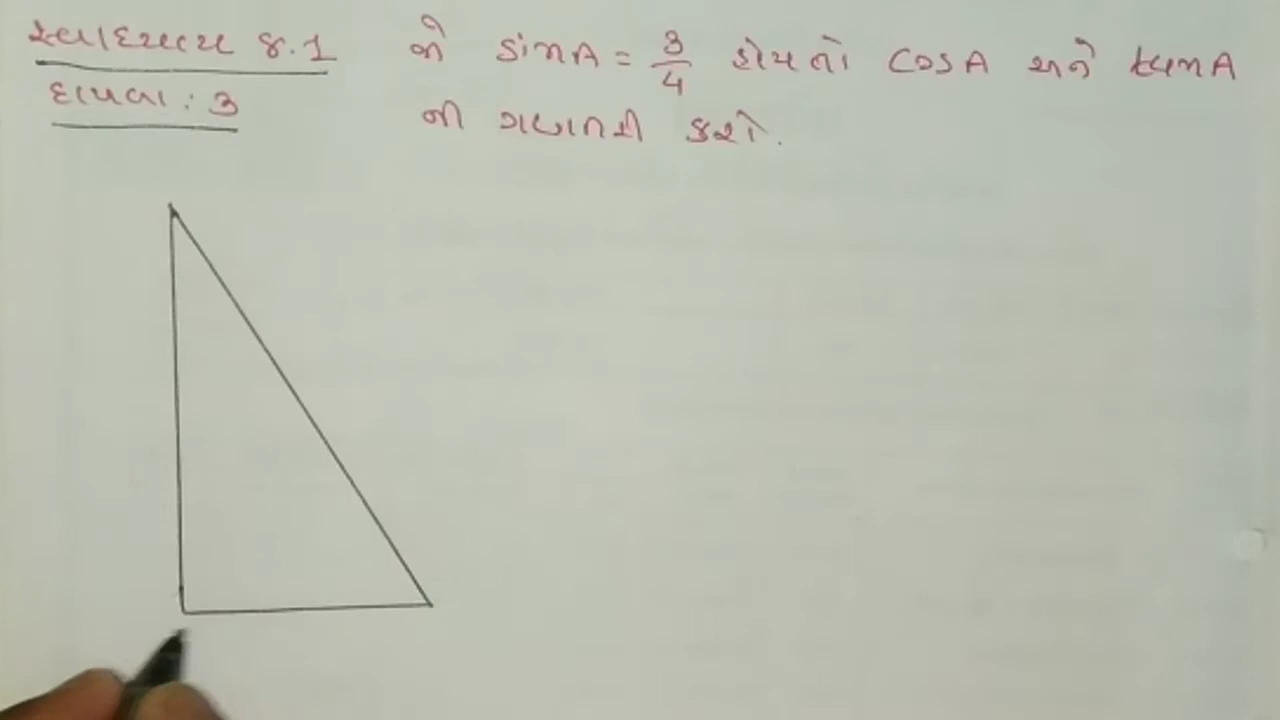 સ્વાધ્યાય 8.1
દાખલા : 3
જો sinA = 3/4 હોય તો cosA અને tanA
ની ગણતરી કરો.